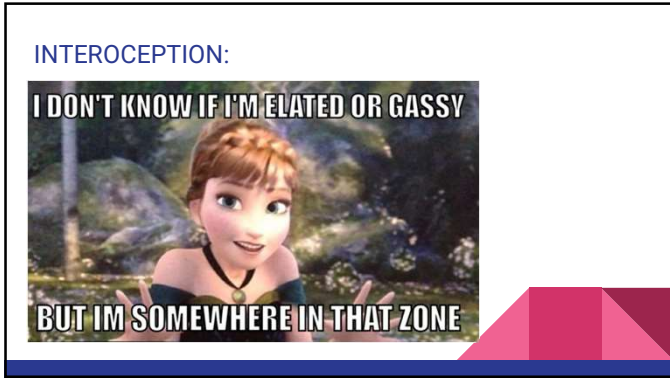 INTEROCEPTION:
I DON'T KNOW IF I'M ELATED OR GASSY
BUT IM SOMEWHERE IN THAT ZONE